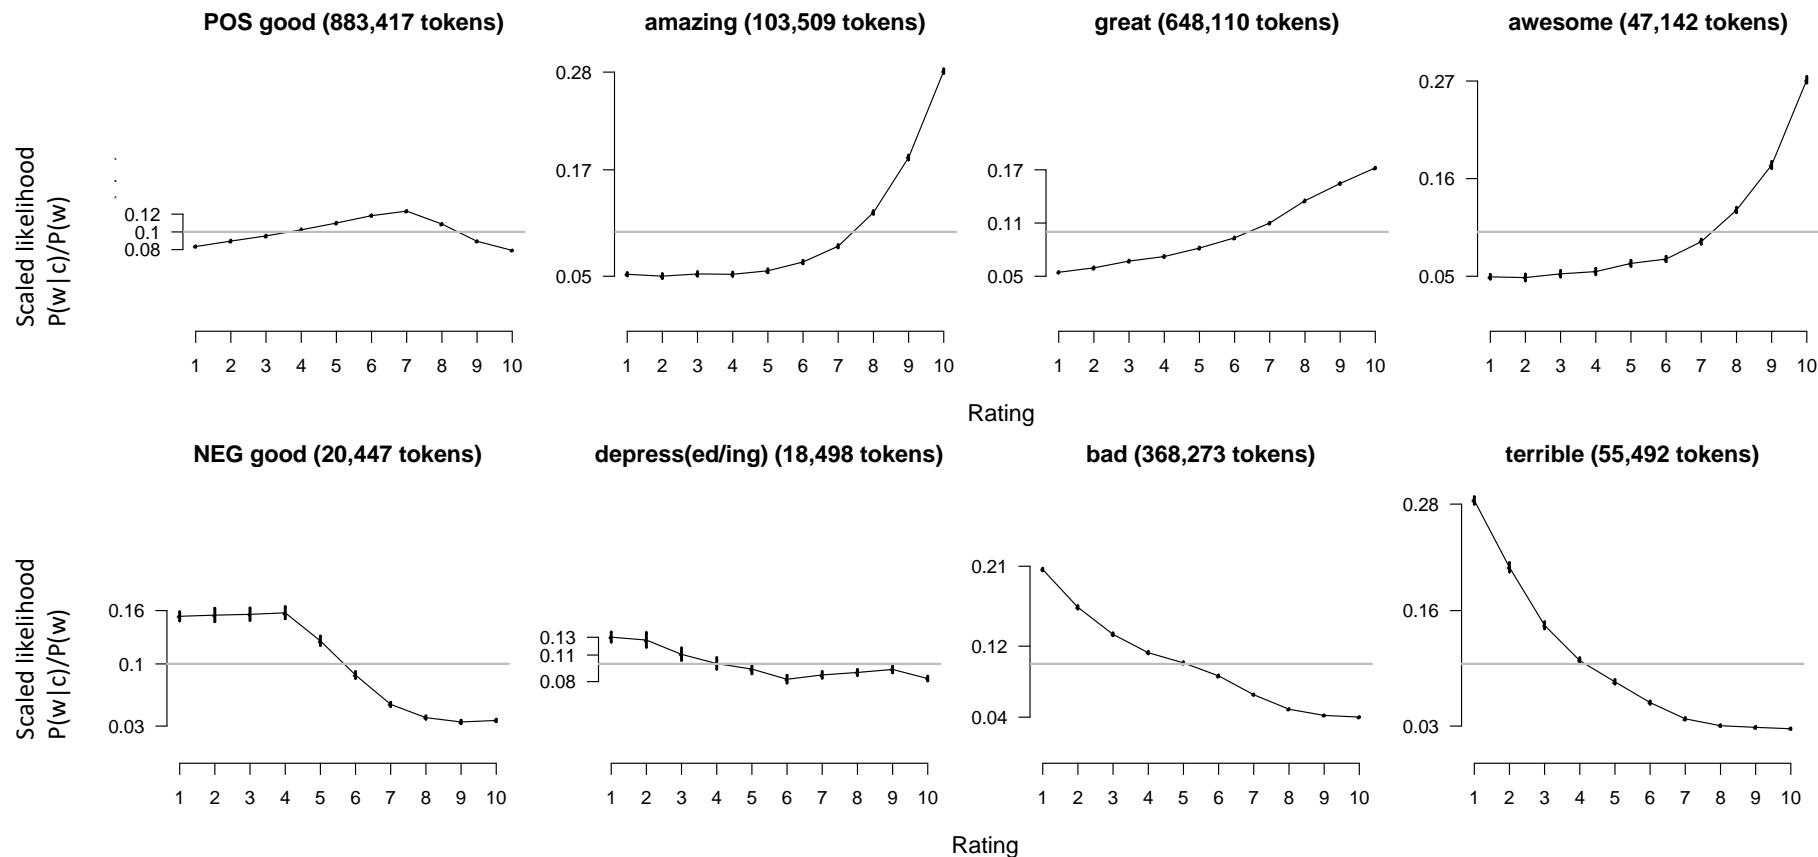 POS good (883,417 tokens) amazing (103,509 tokens) great (648,110 tokens) awesome (47,142 tokens)
Scaled likelihood
P(w|c)/P(w)
0.12
0.1
0.08
1 2 3 4 5 6 7 8 9 10
0.28
0.17
0.05
1 2 3 4 5 6 7 8 9 10
0.17
0.11
0.05
1 2 3 4 5 6 7 8 9 10
0.27
0.16
0.05
1 2 3 4 5 6 7 8 9 10
Rating
NEG good (20,447 tokens) depress(ed/ing) (18,498 tokens) bad (368,273 tokens) terrible (55,492 tokens)
Scaled likelihood
P(w|c)/P(w)
0.16
0.1
0.03
1 2 3 4 5 6 7 8 9 10
0.13
0.11
0.08
1 2 3 4 5 6 7 8 9 10
0.21
0.12
0.04
1 2 3 4 5 6 7 8 9 10
0.28
0.16
0.03
1 2 3 4 5 6 7 8 9 10
Rating